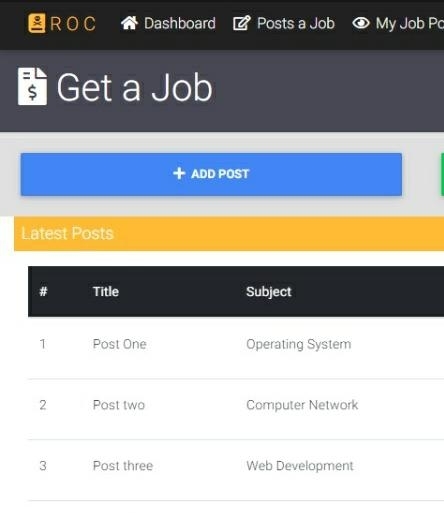 ROC Dashboard Posts a Job My Job Po
$ Get a Job
+ ADD POST
Latest Posts
# Title Subject
1 Post One Operating System
2 Post two Computer Network
3 Post three Web Development